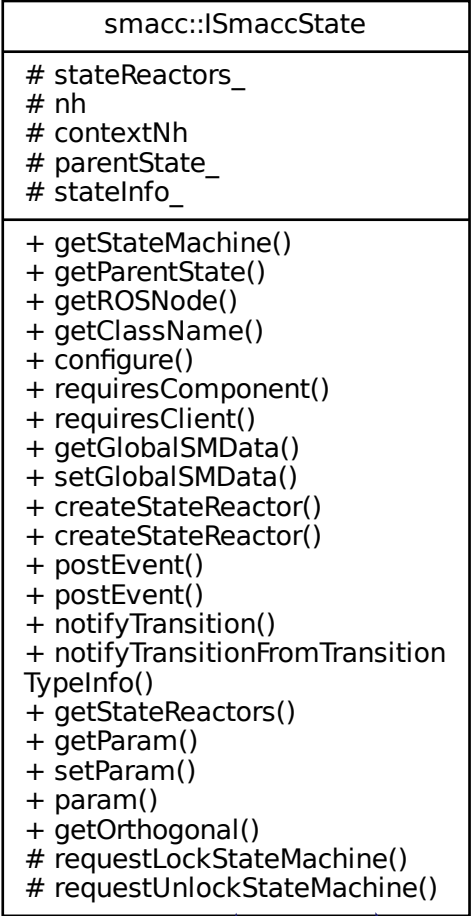 smacc::ISmaccState
# stateReactors_
# nh
# contextNh
# parentState_
# stateInfo_
+ getStateMachine()
+ getParentState()
+ getROSNode()
+ getClassName()
+ configure()
+ requiresComponent()
+ requiresClient()
+ getGlobalSMData()
+ setGlobalSMData()
+ createStateReactor()
+ createStateReactor()
+ postEvent()
+ postEvent()
+ notifyTransition()
+ notifyTransitionFromTransition
TypeInfo()
+ getStateReactors()
+ getParam()
+ setParam()
+ param()
+ getOrthogonal()
# requestLockStateMachine()
# requestUnlockStateMachine()